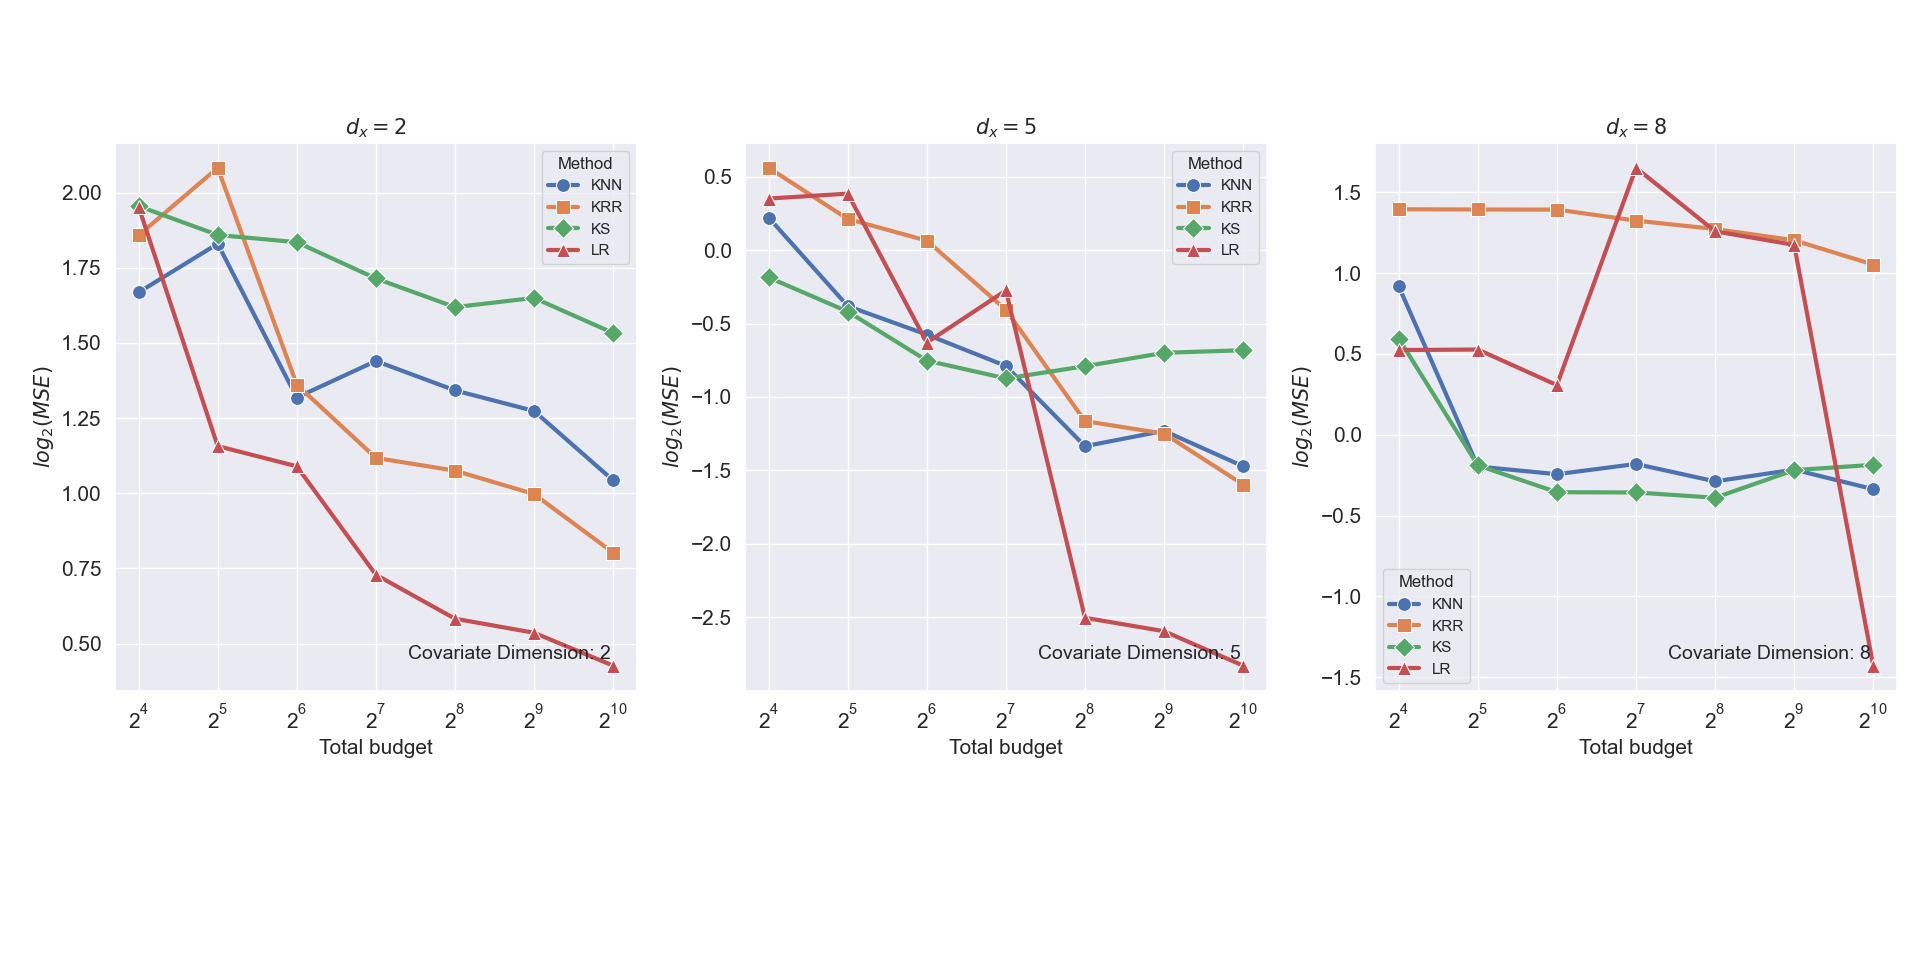 d_x = 2
2.00
1.75
1.50
1.25
1.00
0.75
0.50
log_2(MSE)
Method
KNN
KRR
KS
LR
Covariate Dimension: 2
2^4 2^5 2^6 2^7 2^8 2^9 2^10
Total budget
d_x = 5
0.5
0.0
−0.5
−1.0
−1.5
−2.0
−2.5
log_2(MSE)
Method
KNN
KRR
KS
LR
Covariate Dimension: 5
2^4 2^5 2^6 2^7 2^8 2^9 2^10
Total budget
d_x = 8
1.5
1.0
0.5
0.0
−0.5
−1.0
−1.5
log_2(MSE)
Method
KNN
KRR
KS
LR
Covariate Dimension: 8
2^4 2^5 2^6 2^7 2^8 2^9 2^10
Total budget